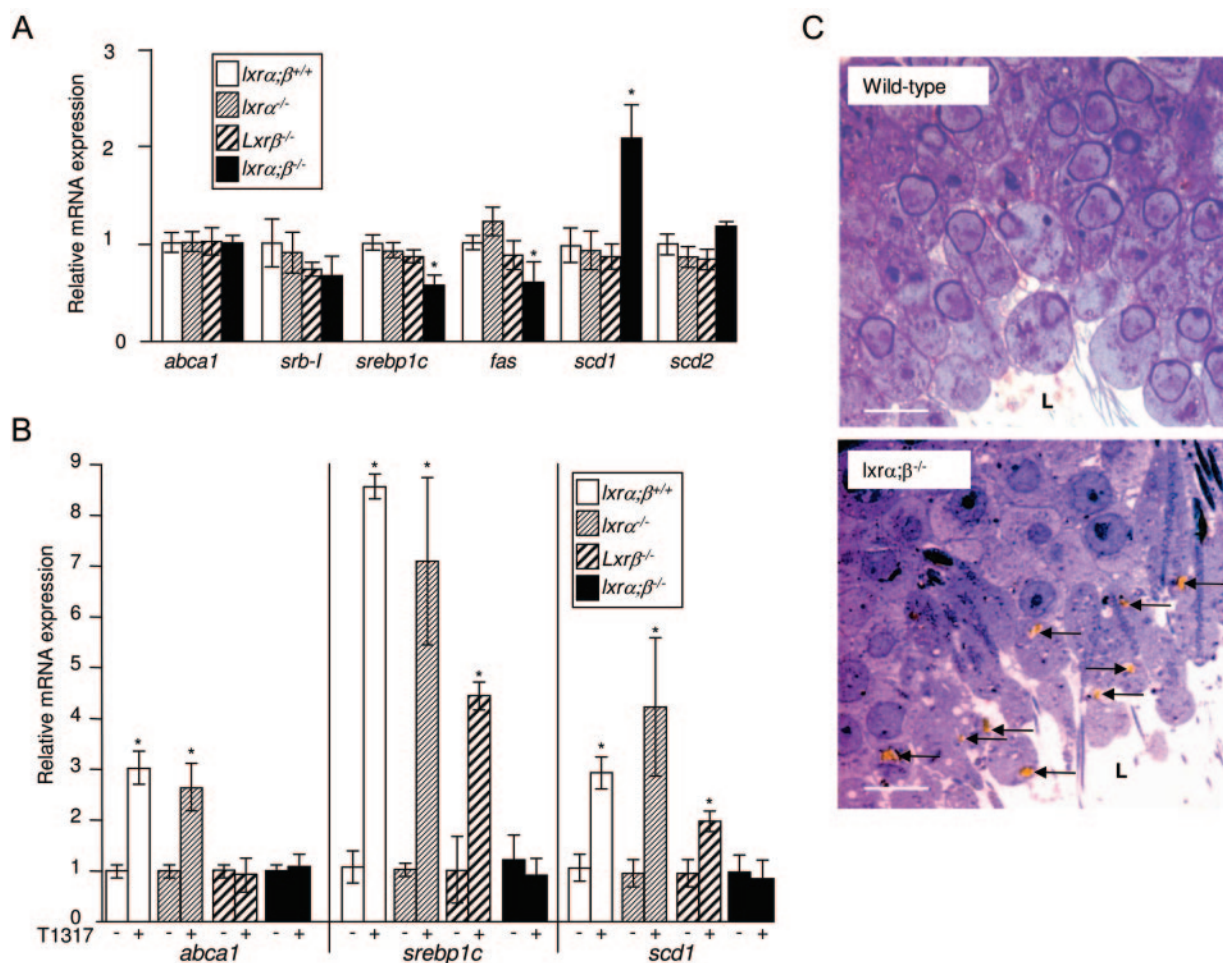 A
3
2
1
0
Relative mRNA expression
lxrα;β+/+
lxrα-/-
Lxrβ-/-
lxrα;β-/-
*
*
*
abca1 srb-I srebp1c fas scd1 scd2
B
9
8
7
6
5
4
3
2
1
0
Relative mRNA expression
lxrα;β+/+
lxrα-/-
Lxrβ-/-
lxrα;β-/-
* * * * * * * *
T1317 - + - + - + - + - + - + - + - + - + - + - + - +
abca1 srebp1c scd1
C
Wild-type
L
lxrα;β-/-
L